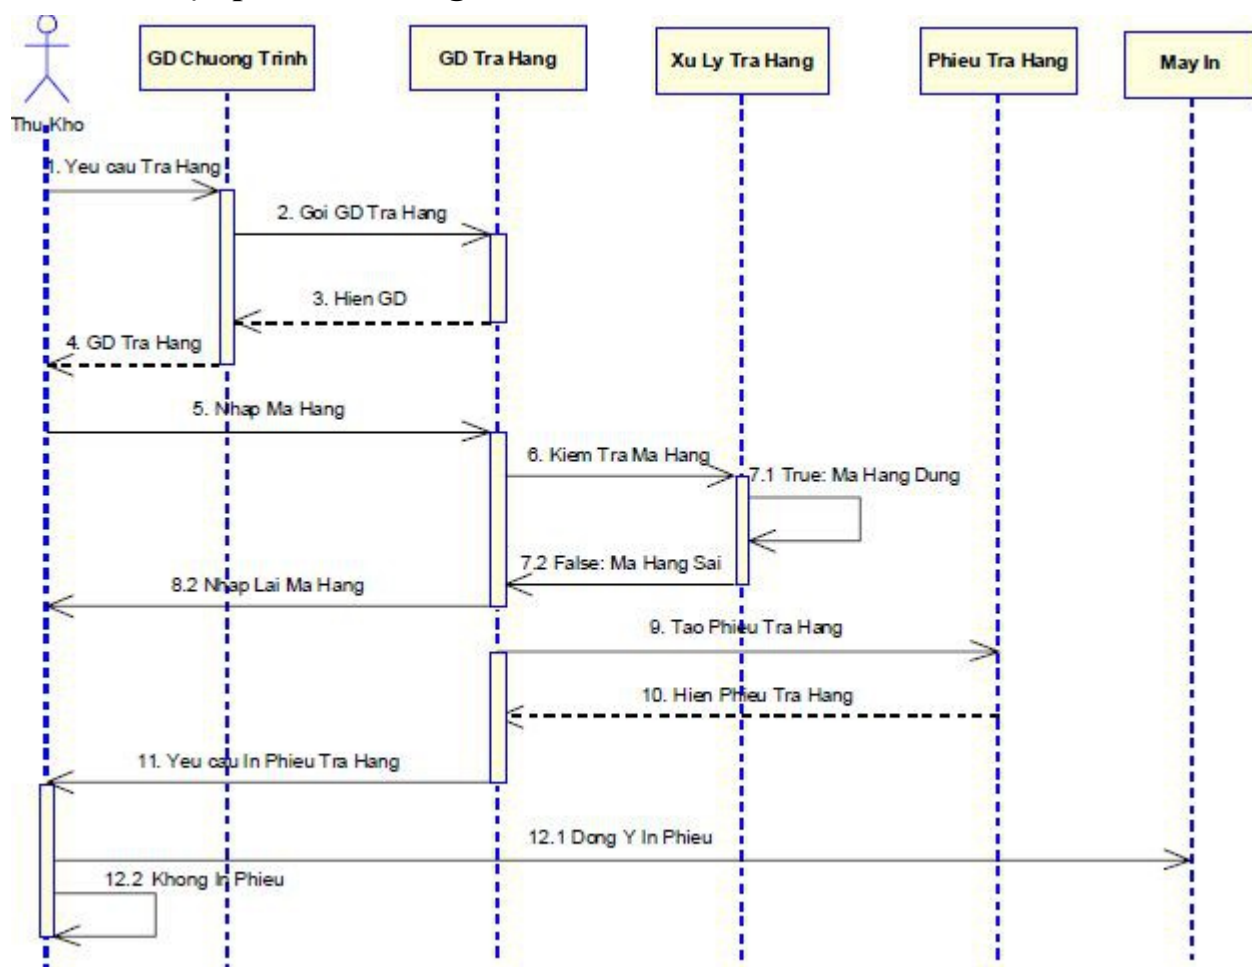 GD Chuong Trinh
GD Tra Hang
Xu Ly Tra Hang
Phieu Tra Hang
May In
Thu Kho
1. Yeu cau Tra Hang
2. Goi GD Tra Hang
3. Hien GD
4. GD Tra Hang
5. Nhap Ma Hang
6. Kiem Tra Ma Hang
7.1 True: Ma Hang Dung
7.2 False: Ma Hang Sai
8.2 Nhap Lai Ma Hang
9. Tao Phieu Tra Hang
10. Hien Phieu Tra Hang
11. Yeu cau In Phieu Tra Hang
12.1 Dong Y In Phieu
12.2 Khong In Phieu